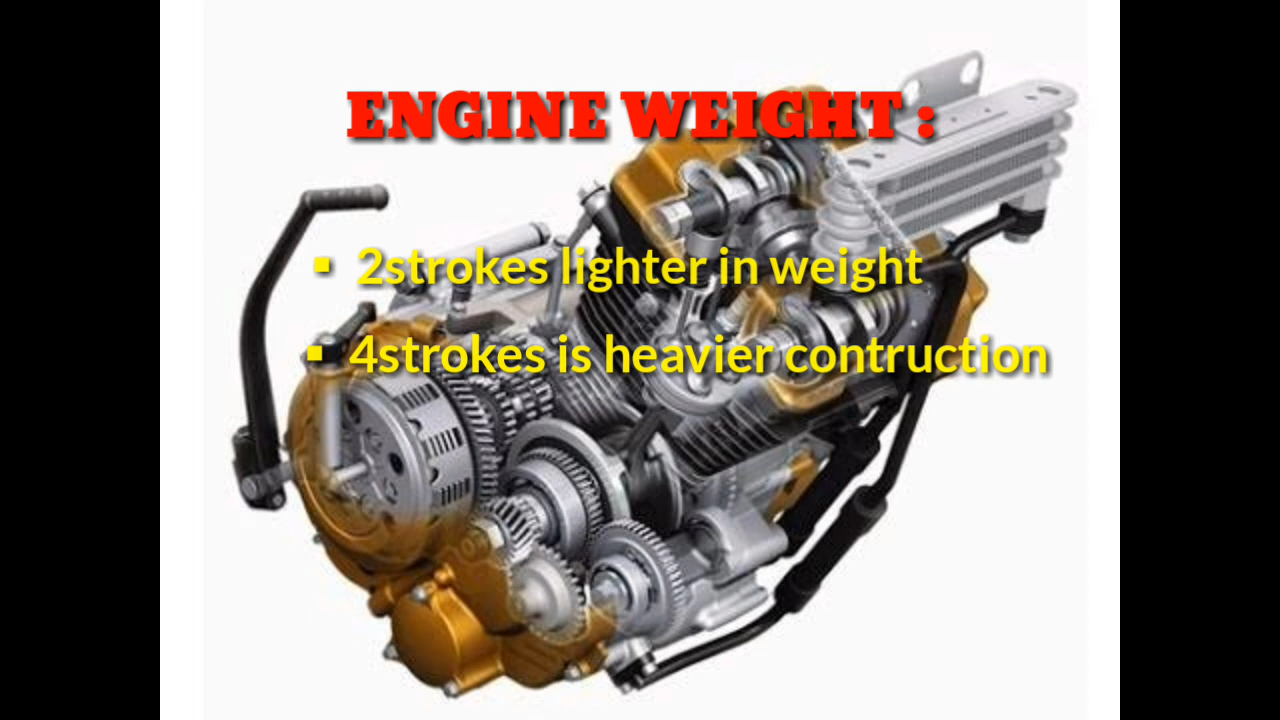 ENGINE WEIGHT :
▪ 2strokes lighter in weight
▪ 4strokes is heavier contruction